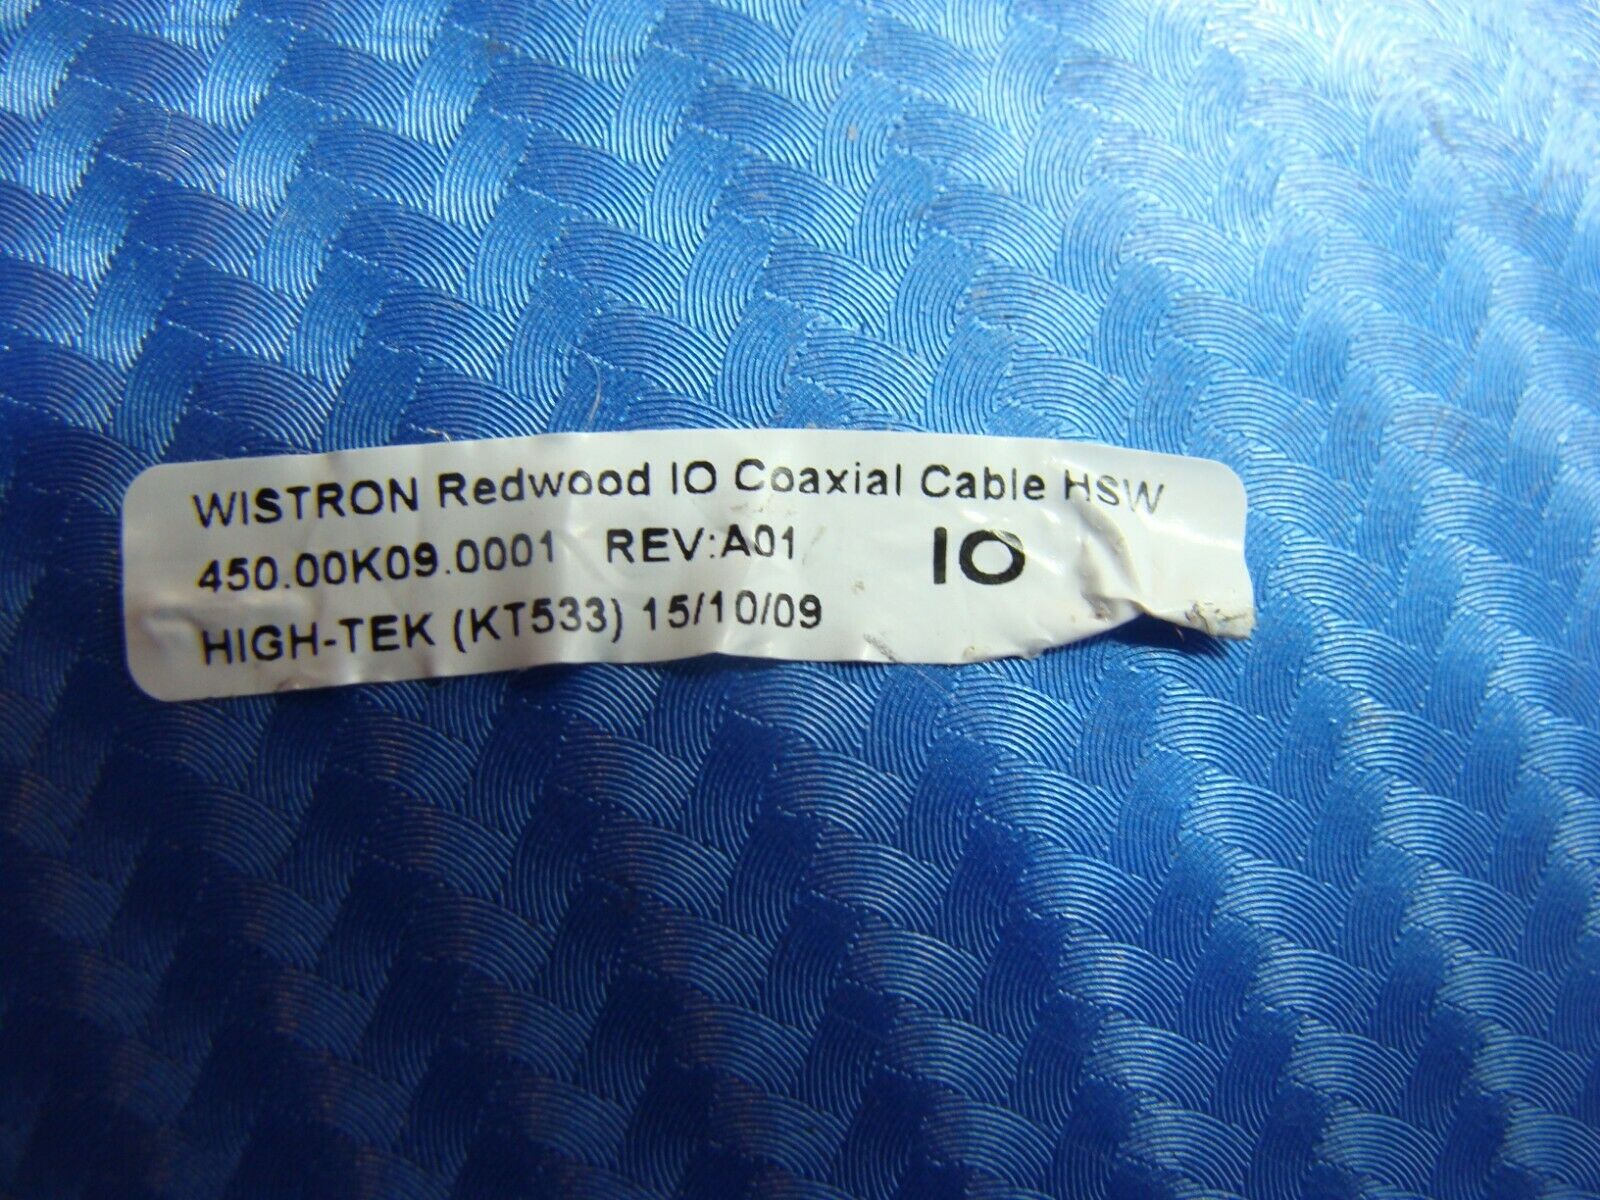 WISTRON Redwood IO Coaxial Cable HSW
450.00K09.0001 REV:A01 IO
HIGH-TEK (KT533) 15/10/09